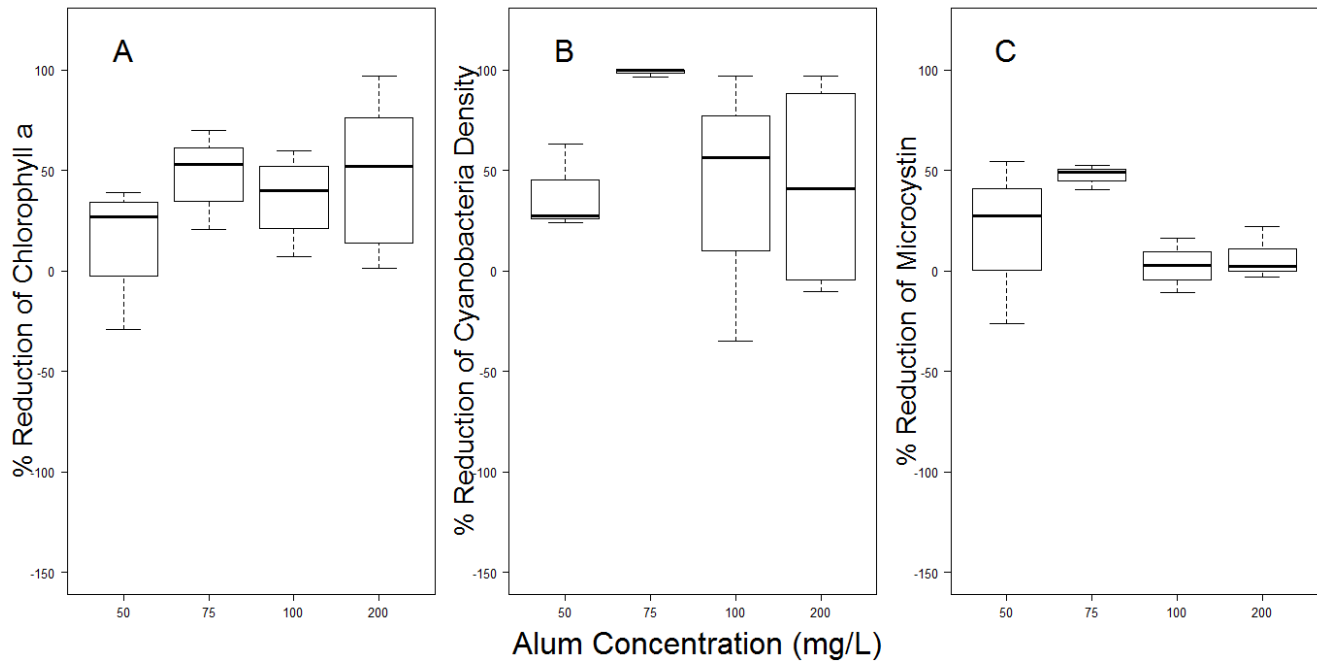 A
% Reduction of Chlorophyll a
100
50
0
-50
-100
-150
50 75 100 200
B
% Reduction of Cyanobacteria Density
100
50
0
-50
-100
-150
50 75 100 200
C
% Reduction of Microcystin
100
50
0
-50
-100
-150
50 75 100 200
Alum Concentration (mg/L)